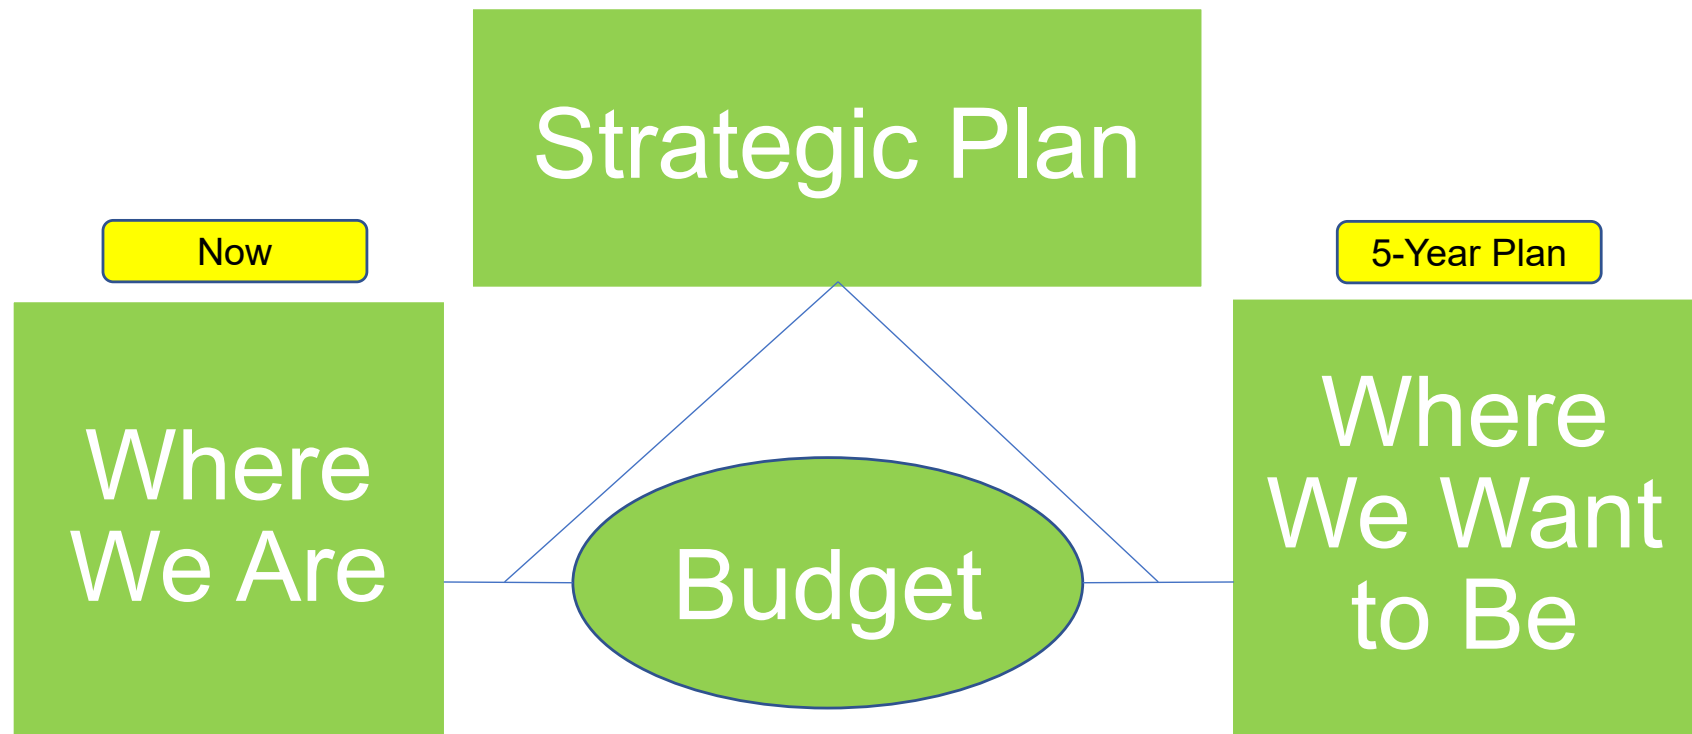 Strategic Plan
Now
5-Year Plan
Where
We Are
Budget
Where
We Want
to Be